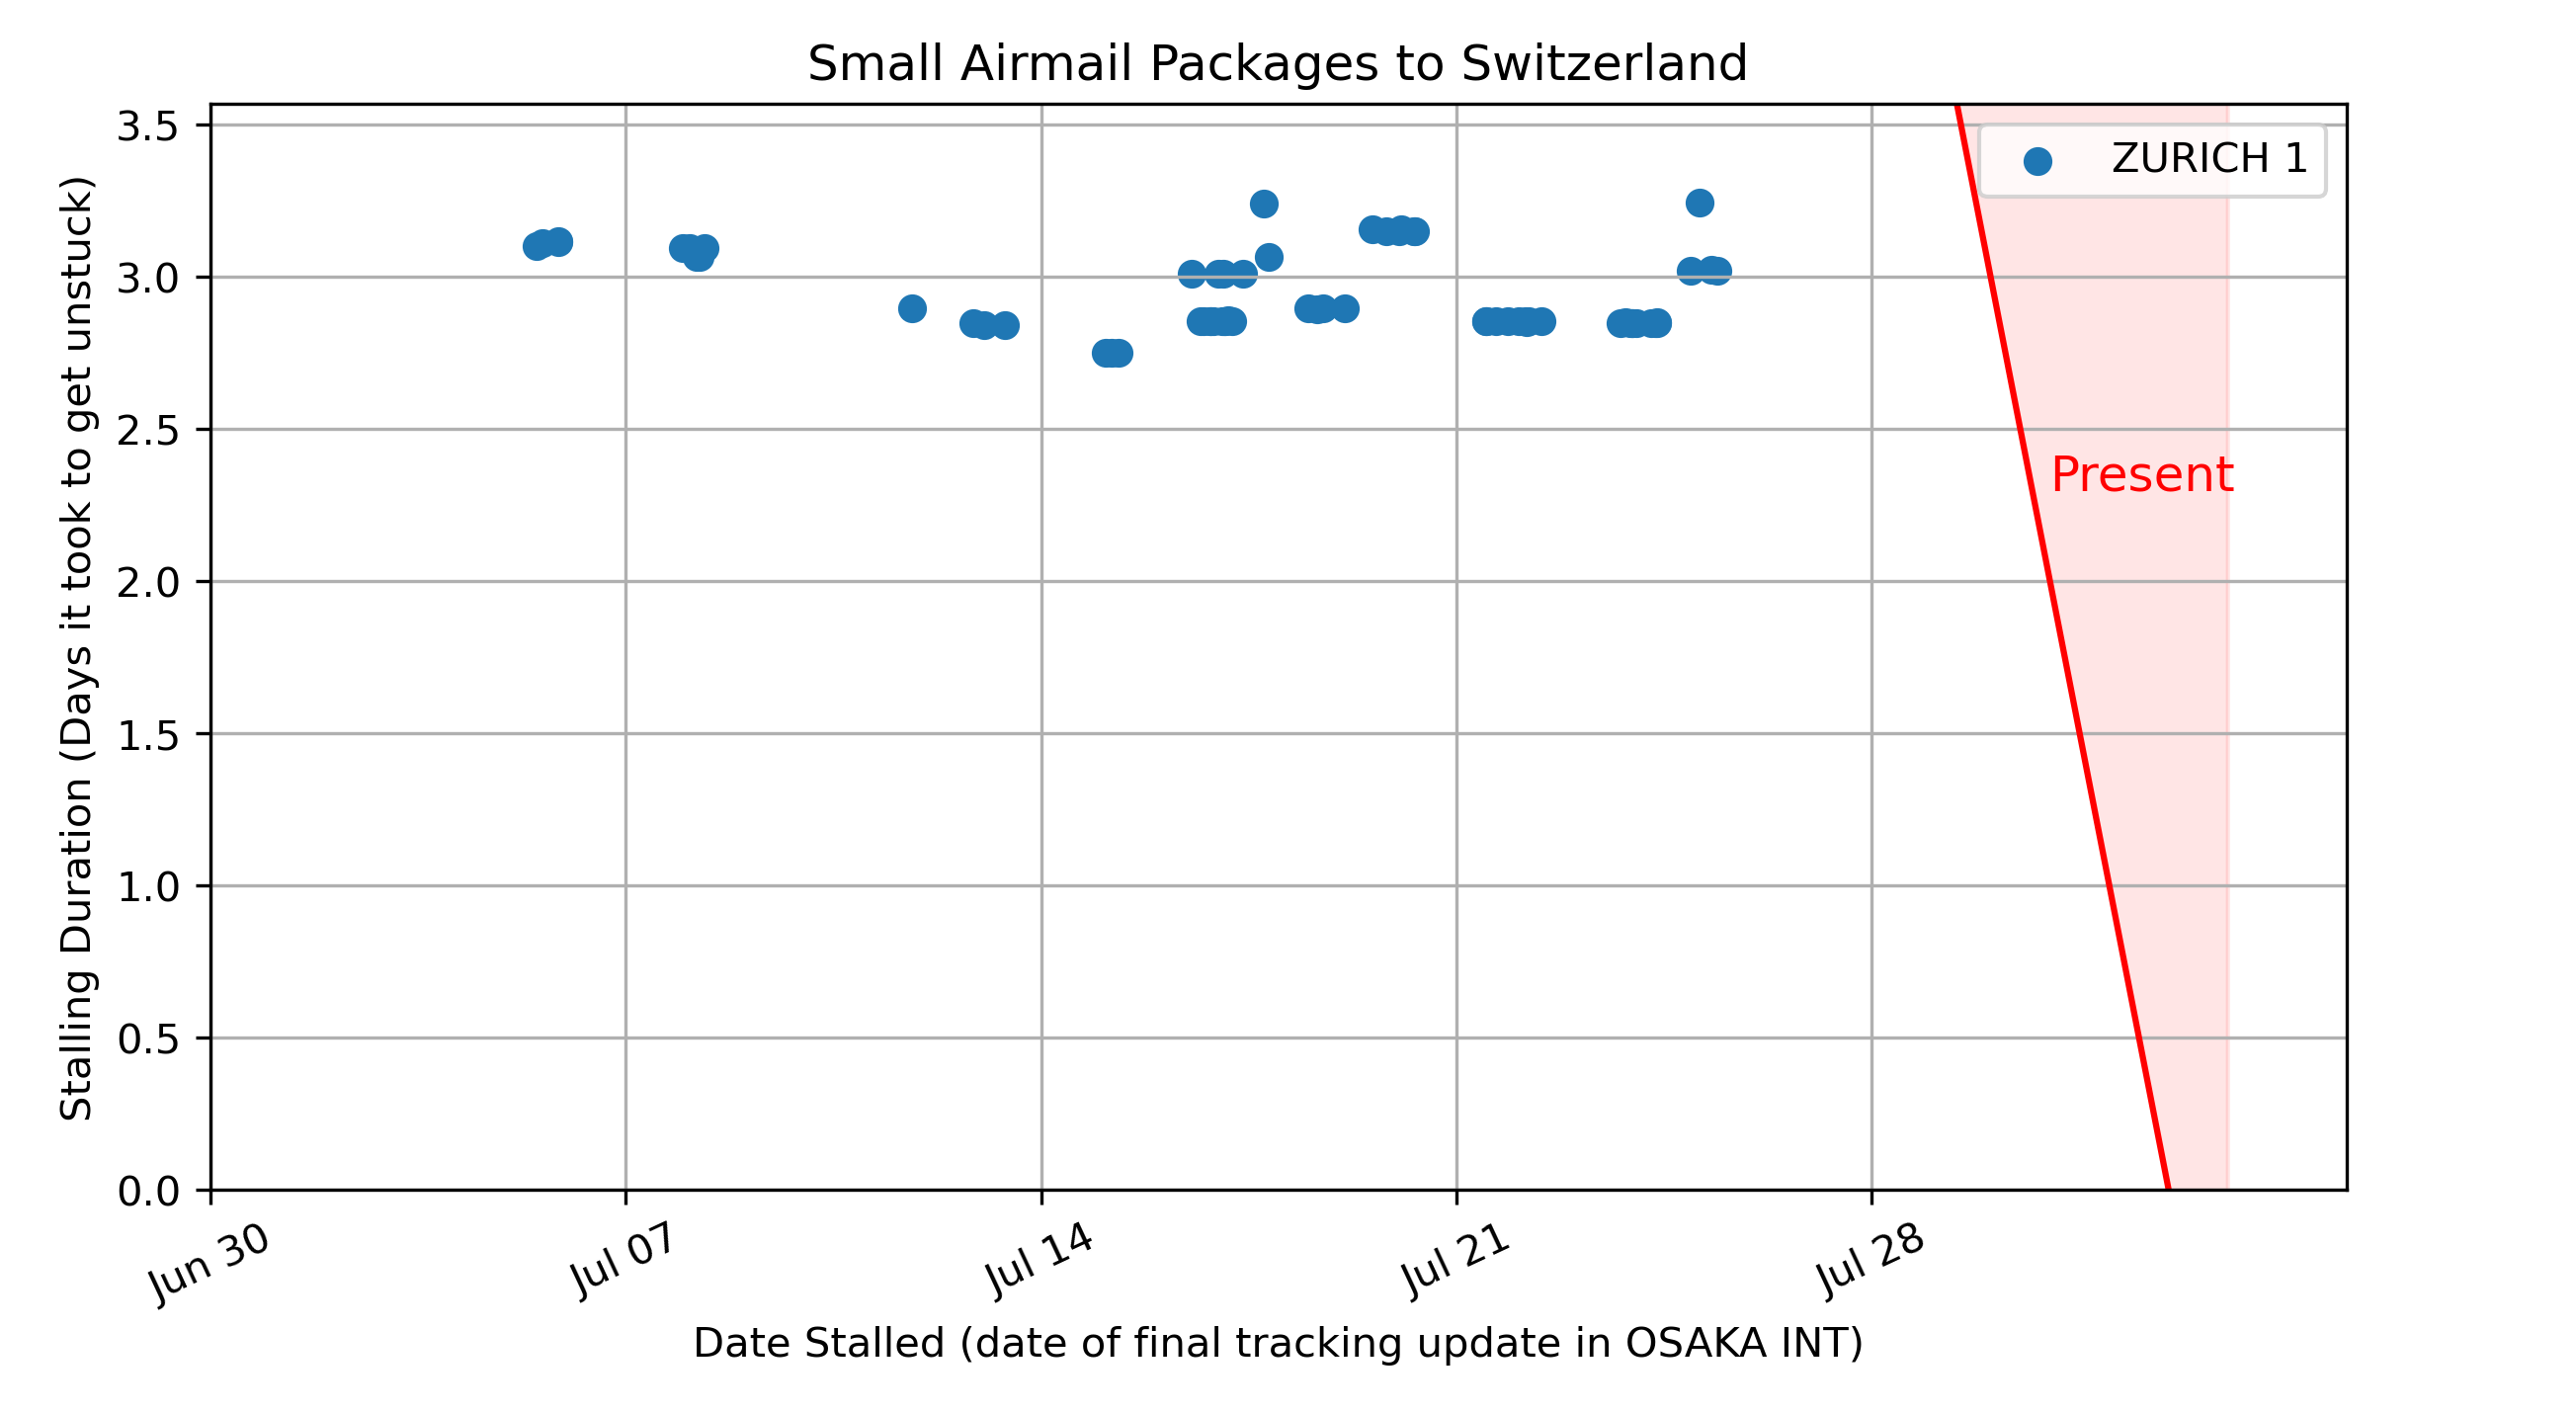 Small Airmail Packages to Switzerland
Stalling Duration (Days it took to get unstuck)
3.5
3.0
2.5
2.0
1.5
1.0
0.5
0.0
ZURICH 1
Present
Jun 30
Jul 07
Jul 14
Jul 21
Jul 28
Date Stalled (date of final tracking update in OSAKA INT)